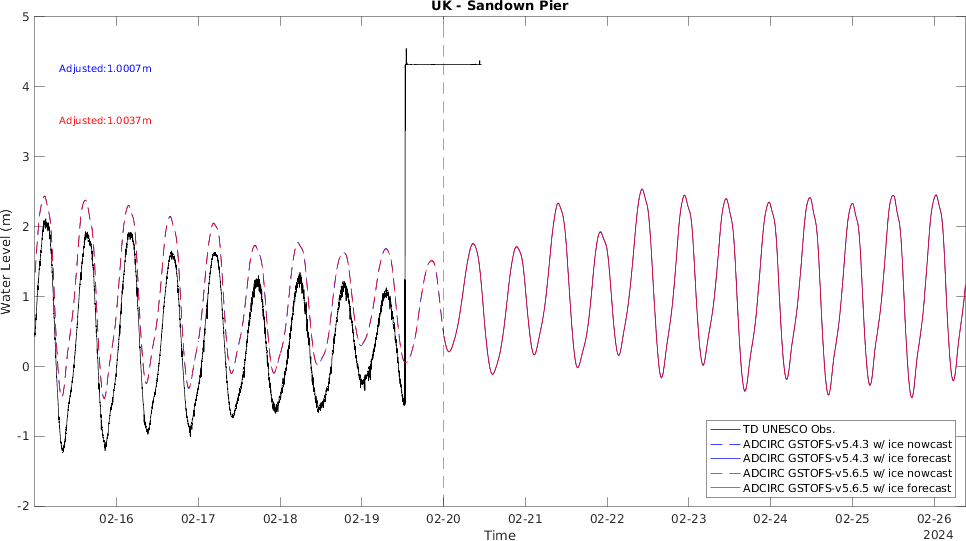 UK - Sandown Pier
5
4
3
2
1
0
-1
-2
Water Level (m)
Adjusted:1.0007m
Adjusted:1.0037m
TD UNESCO Obs.
ADCIRC GSTOFS-v5.4.3 w/ ice nowcast
ADCIRC GSTOFS-v5.4.3 w/ ice forecast
ADCIRC GSTOFS-v5.6.5 w/ ice nowcast
ADCIRC GSTOFS-v5.6.5 w/ ice forecast
02-16 02-17 02-18 02-19 02-20 02-21 02-22 02-23 02-24 02-25 02-26
Time
2024